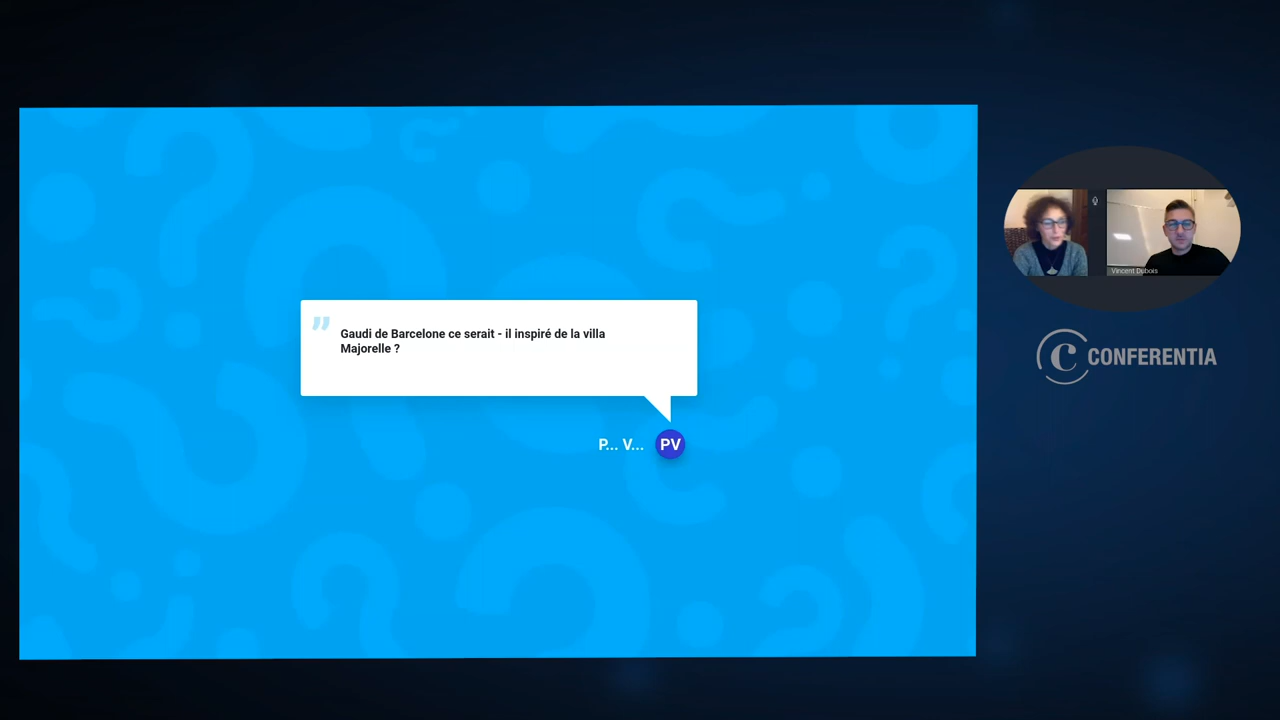 ”
Gaudi de Barcelone ce serait - il inspiré de la villa
Majorelle ?
P... V...
PV
Vincent Dubois
C CONFERENTIA